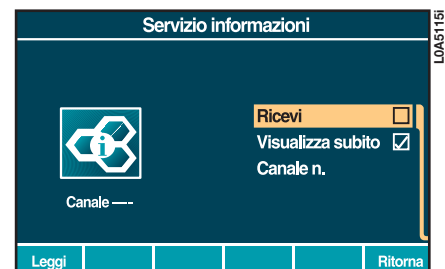 Servizio informazioni
L0A5115i
Ricevi
Visualizza subito
Canale n.
i
Canale ----
Leggi
Ritorna